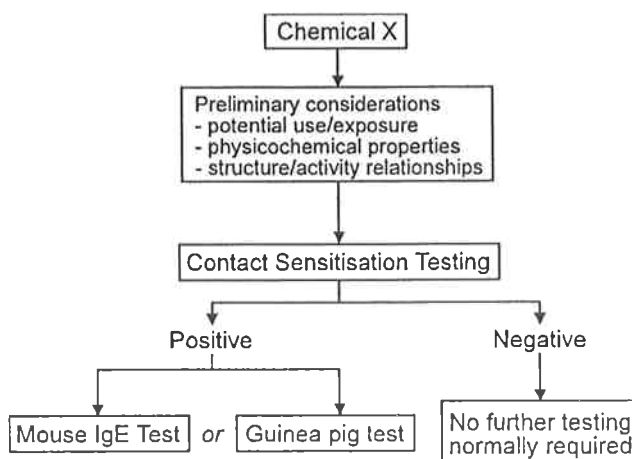 Chemical X
Preliminary considerations
- potential use/exposure
- physicochemical properties
- structure/activity relationships
Contact Sensitisation Testing
Positive
Negative
Mouse IgE Test or Guinea pig test
No further testing
normally required